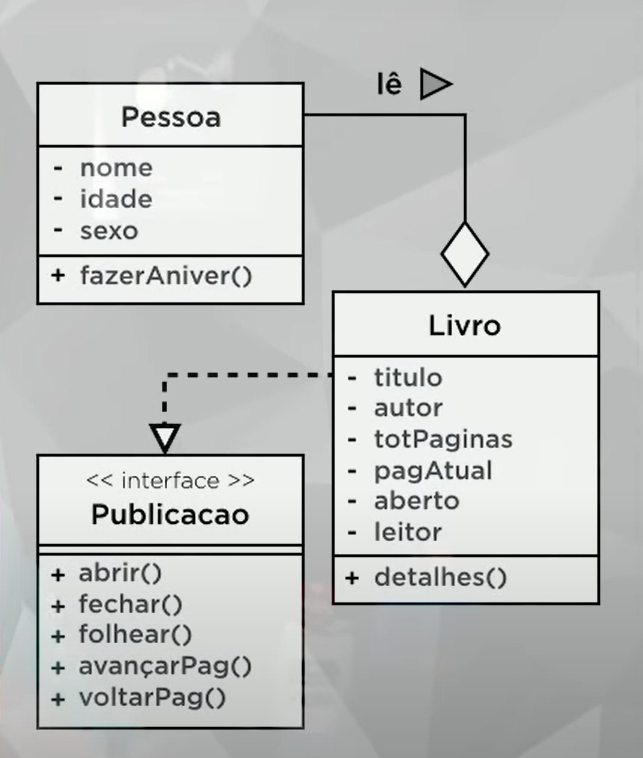 lê
Pessoa
- nome
- idade
- sexo
+ fazerAniver()
Livro
- titulo
- autor
- totPaginas
- pagAtual
- aberto
- leitor
+ detalhes()
<< interface >>
Publicacao
+ abrir()
+ fechar()
+ folhear()
+ avançarPag()
+ voltarPag()